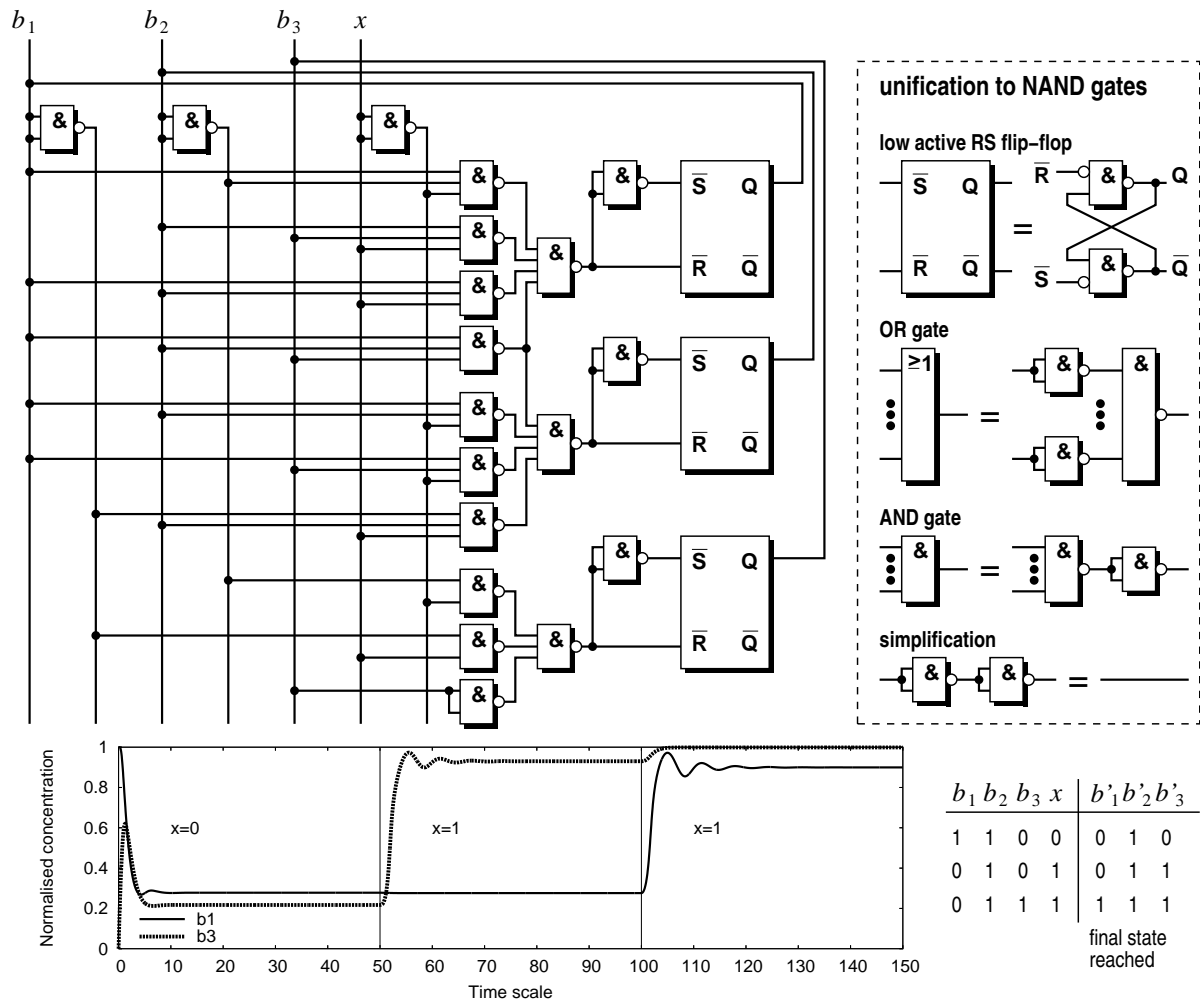 b1 b2 b3 x
& & &
& & S Q
&
&
& R Q
&
& & S Q
&
& & R Q
&
& & S Q
&
& & R Q
&
unification to NAND gates
low active RS flip−flop
S Q = R & Q
R Q S & Q
OR gate
≥1 = & &
&
AND gate
& = & &
simplification
& & =
Normalised concentration
1
0.8
0.6
0.4
0.2
0
x=0 x=1 x=1
b1
b3
0 10 20 30 40 50 60 70 80 90 100 110 120 130 140 150
Time scale
b1 b2 b3 x b'1 b'2 b'3
1 1 0 0 0 1 0
0 1 0 1 0 1 1
0 1 1 1 1 1 1
final state
reached